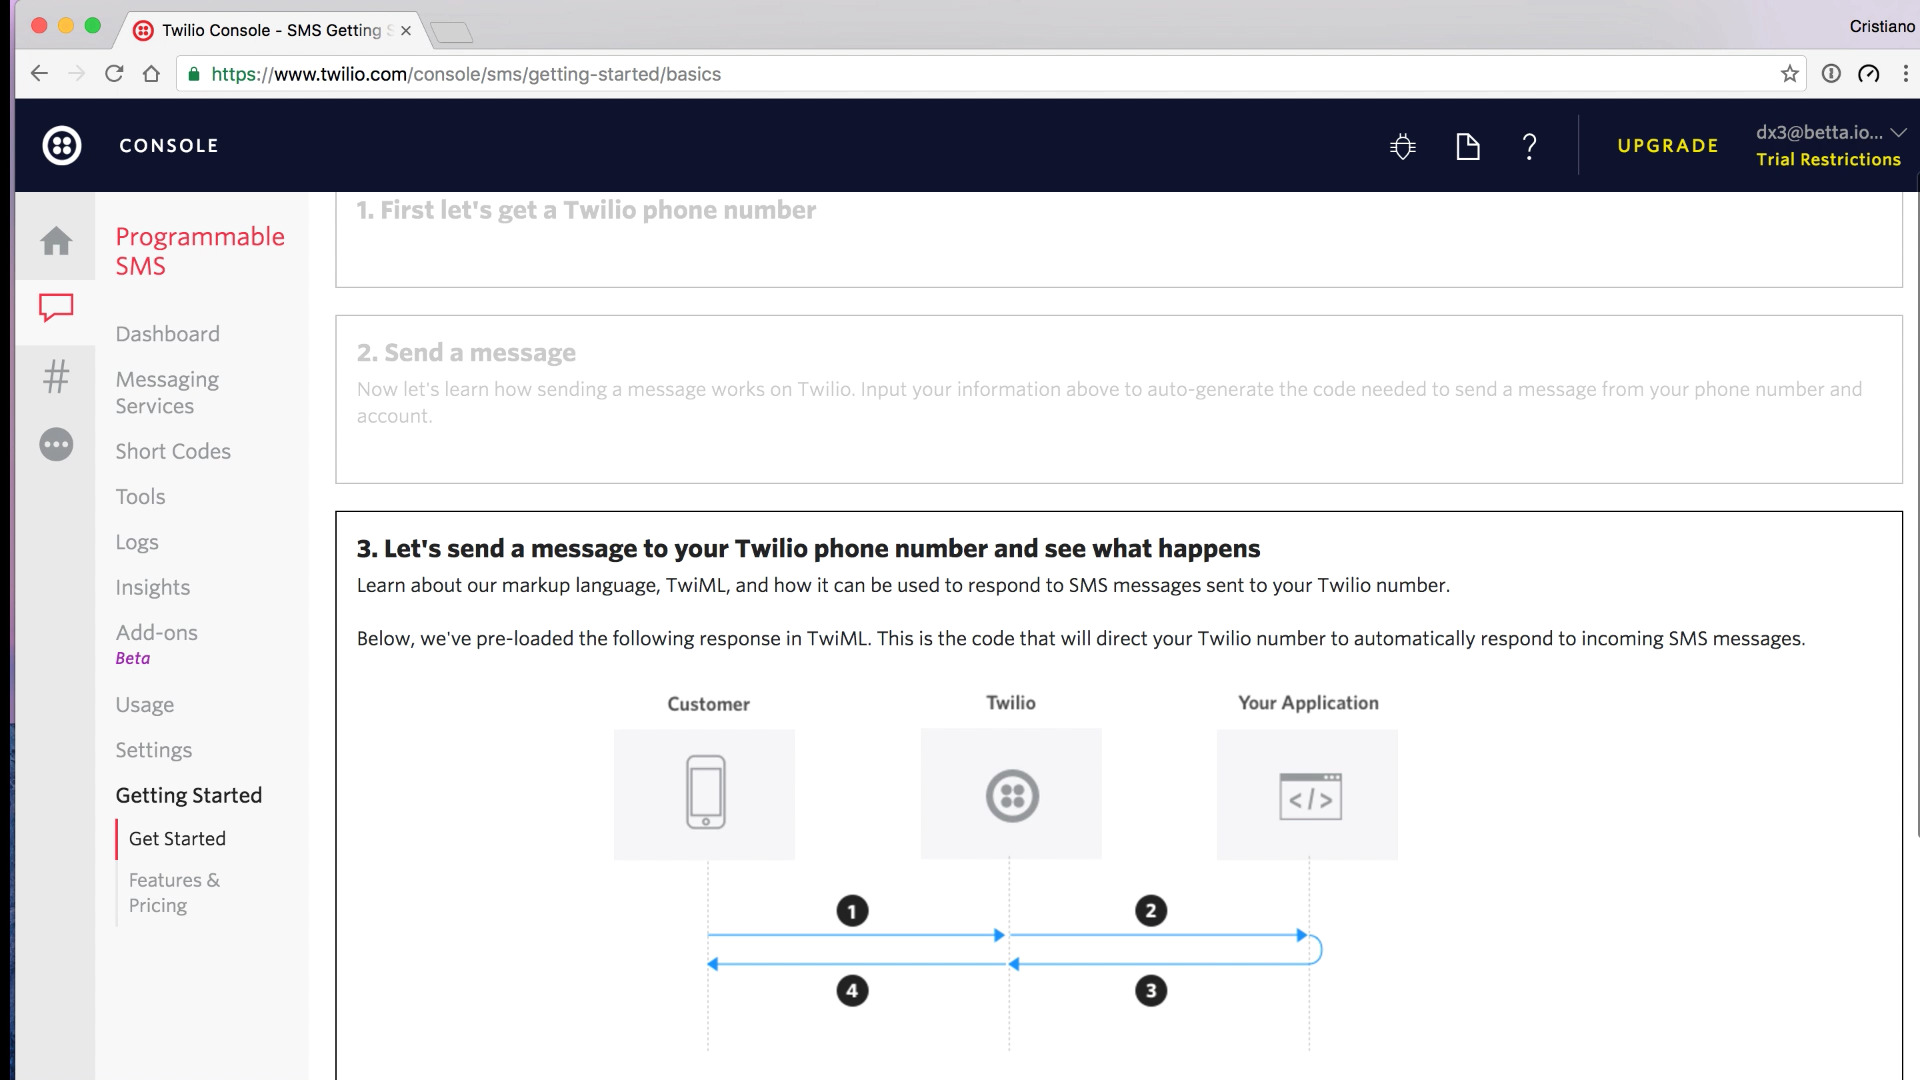 Twilio Console - SMS Getting S
Cristiano
https://www.twilio.com/console/sms/getting-started/basics
CONSOLE
?
UPGRADE
dx3@betta.io...
Trial Restrictions
Programmable
SMS
Dashboard
Messaging
Services
Short Codes
Tools
Logs
Insights
Add-ons
Beta
Usage
Settings
Getting Started
Get Started
Features &
Pricing
1. First let's get a Twilio phone number
2. Send a message
Now let's learn how sending a message works on Twilio. Input your information above to auto-generate the code needed to send a message from your phone number and
account.
3. Let's send a message to your Twilio phone number and see what happens
Learn about our markup language, TwiML, and how it can be used to respond to SMS messages sent to your Twilio number.
Below, we've pre-loaded the following response in TwiML. This is the code that will direct your Twilio number to automatically respond to incoming SMS messages.
Customer
Twilio
Your Application
</>
1
2
4
3